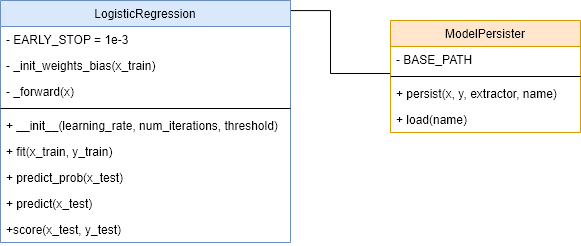 LogisticRegression
- EARLY_STOP = 1e-3
- _init_weights_bias(x_train)
- _forward(x)
+ __init__(learning_rate, num_iterations, threshold)
+ fit(x_train, y_train)
+ predict_prob(x_test)
+ predict(x_test)
+score(x_test, y_test)
ModelPersister
- BASE_PATH
+ persist(x, y, extractor, name)
+ load(name)